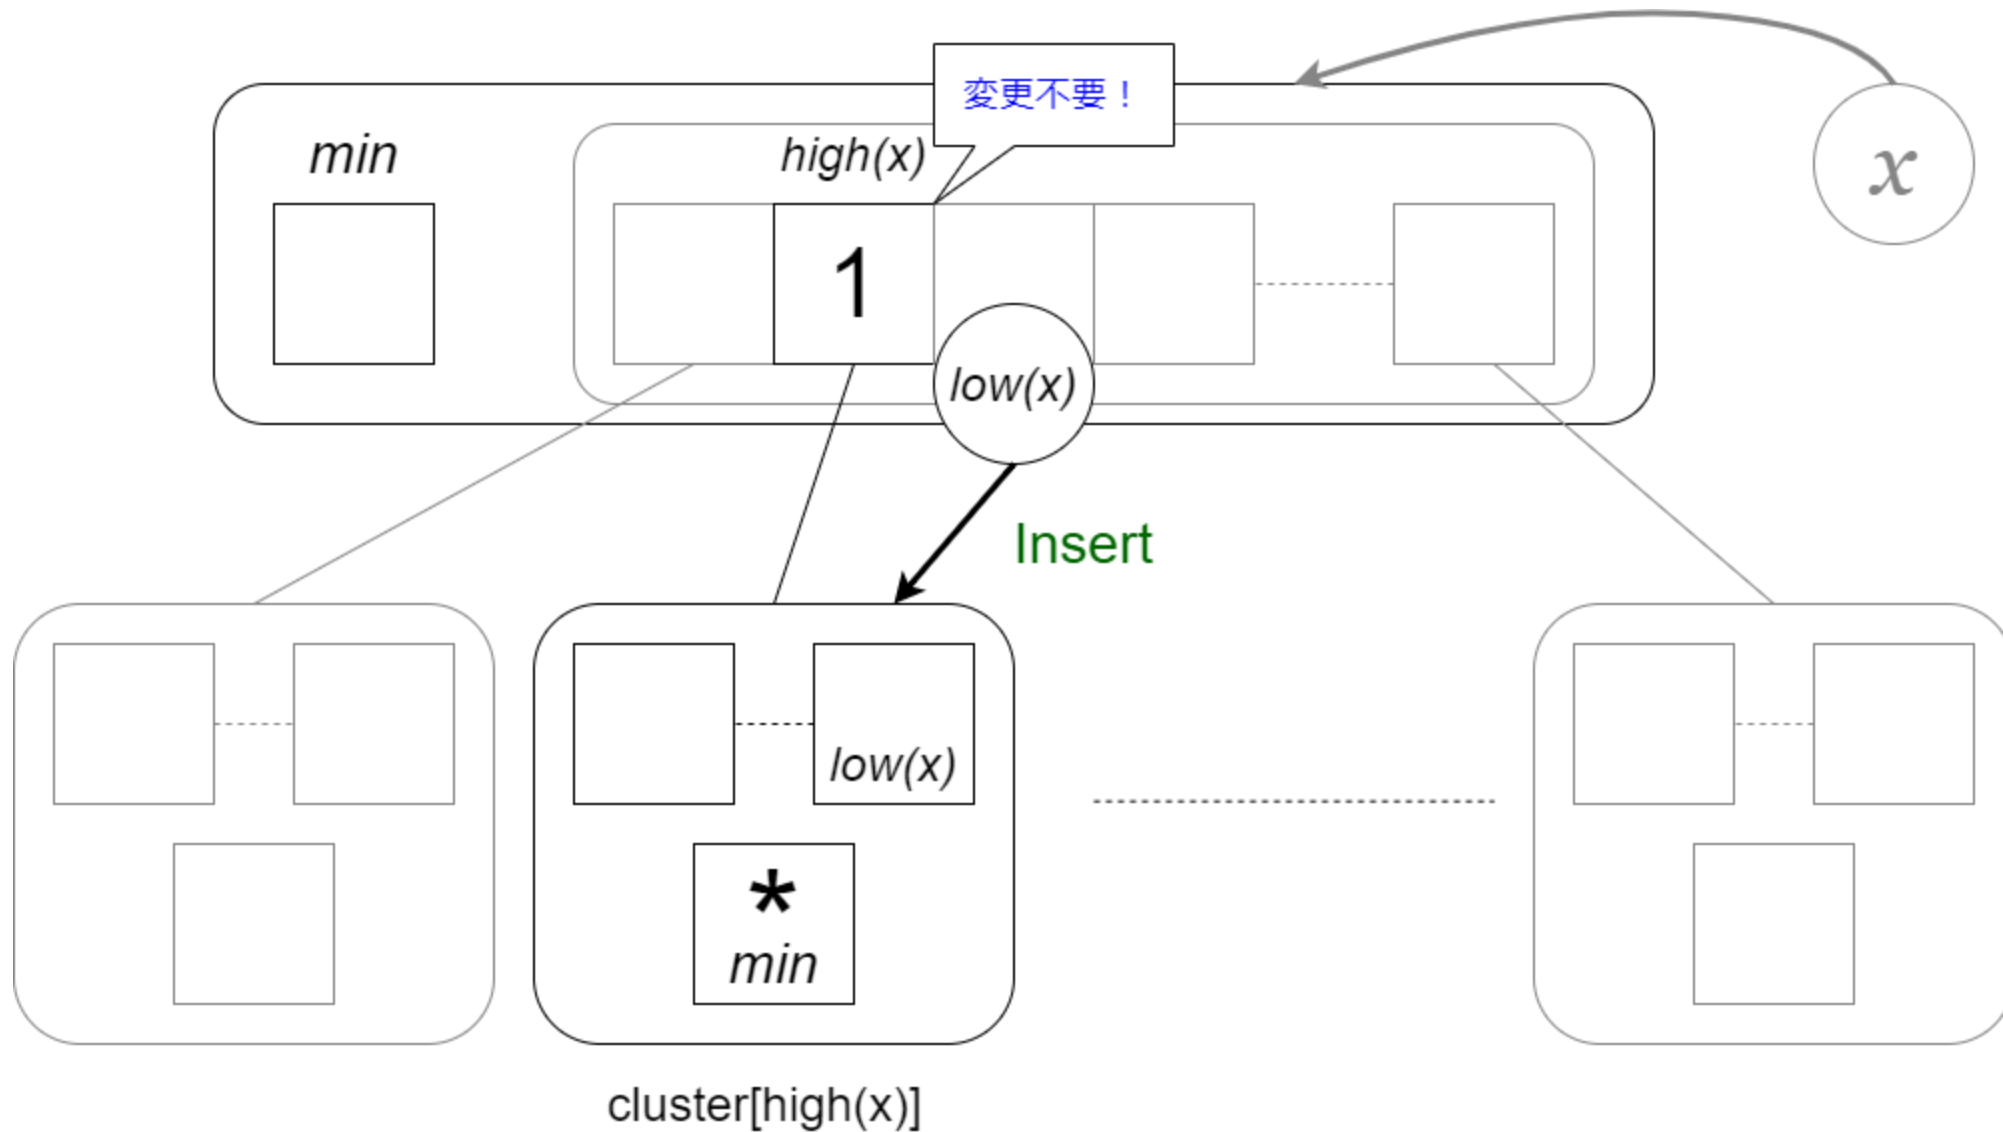 変更不要！
min
high(x)
x
1
low(x)
Insert
low(x)
*
min
cluster[high(x)]